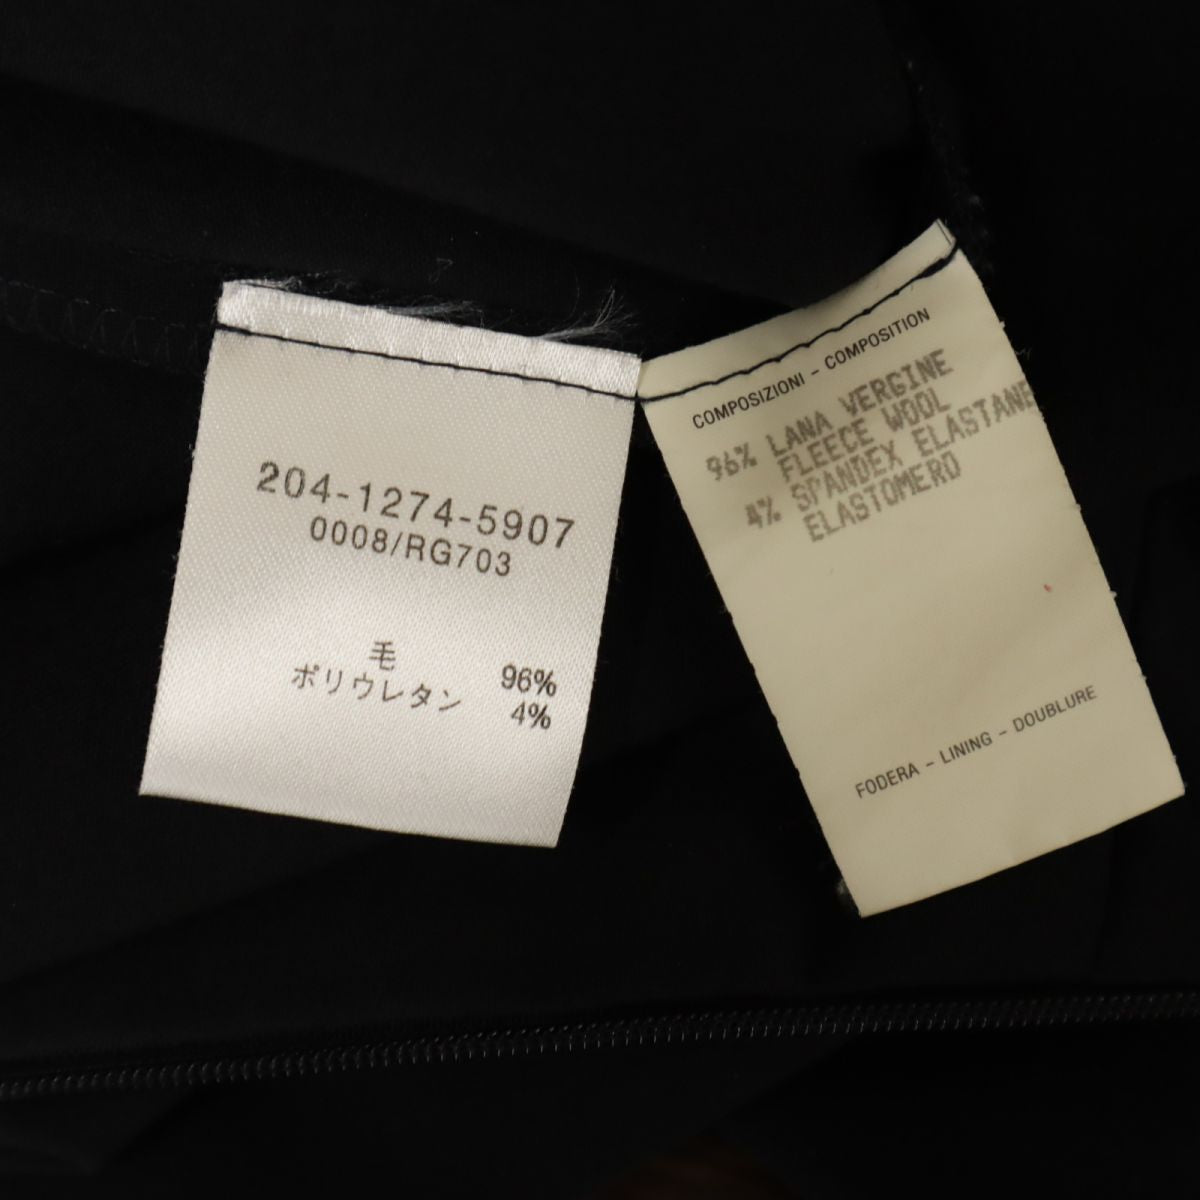 204-1274-5907
0008/RG703
毛 96%
ポリウレタン 4%
COMPOSIZIONI - COMPOSITION
96% LANA VERGINE
FLEECE WOOL
4% SPANDEX ELASTANE
ELASTOMERO
FODERA - LINING - DOUBLURE